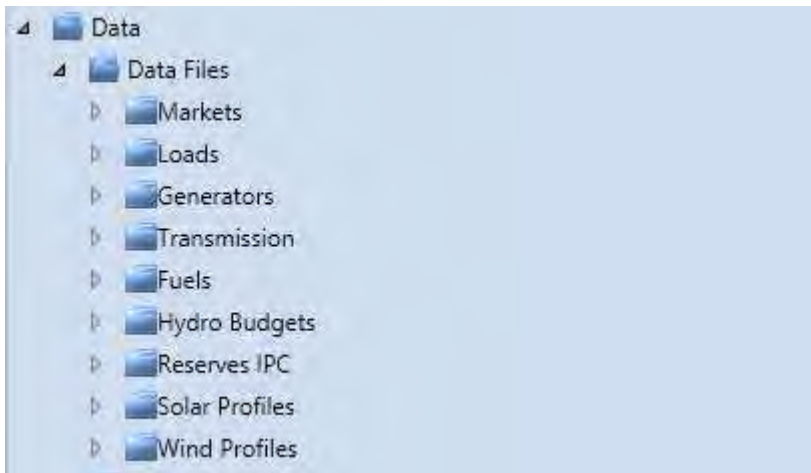 Data
Data Files
Markets
Loads
Generators
Transmission
Fuels
Hydro Budgets
Reserves IPC
Solar Profiles
Wind Profiles